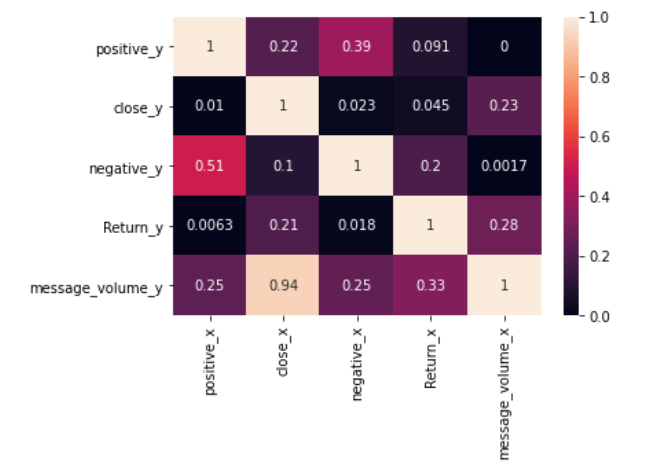 positive_y 1 0.22 0.39 0.091 0
close_y 0.01 1 0.023 0.045 0.23
negative_y 0.51 0.1 1 0.2 0.0017
Return_y 0.0063 0.21 0.018 1 0.28
message_volume_y 0.25 0.94 0.25 0.33 1
positive_x
close_x
negative_x
Return_x
message_volume_x
1.0
0.8
0.6
0.4
0.2
0.0